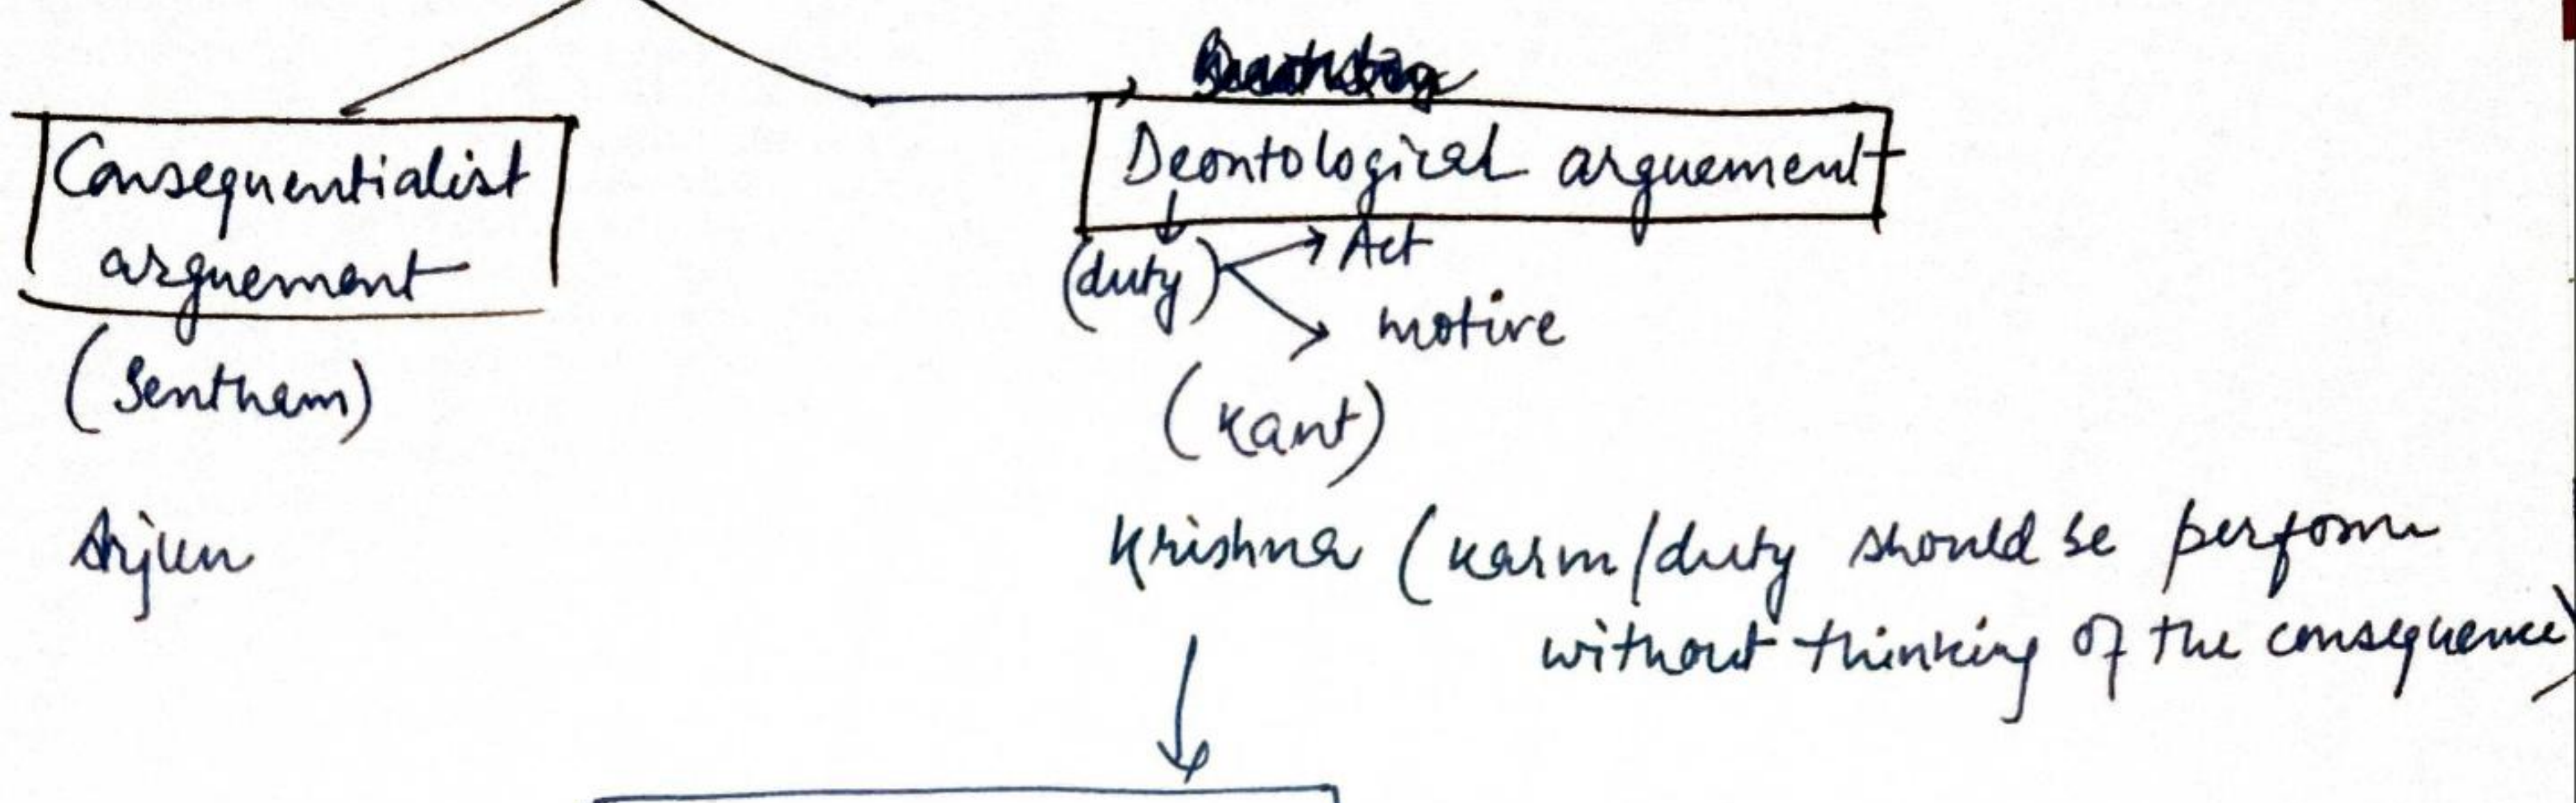 Consequentialist
arguement
(Bentham)
Arjun
Deontological arguement
(duty) → Act
→ motive
(Kant)
Krishna (karm/duty should be perform
without thinking of the consequence)